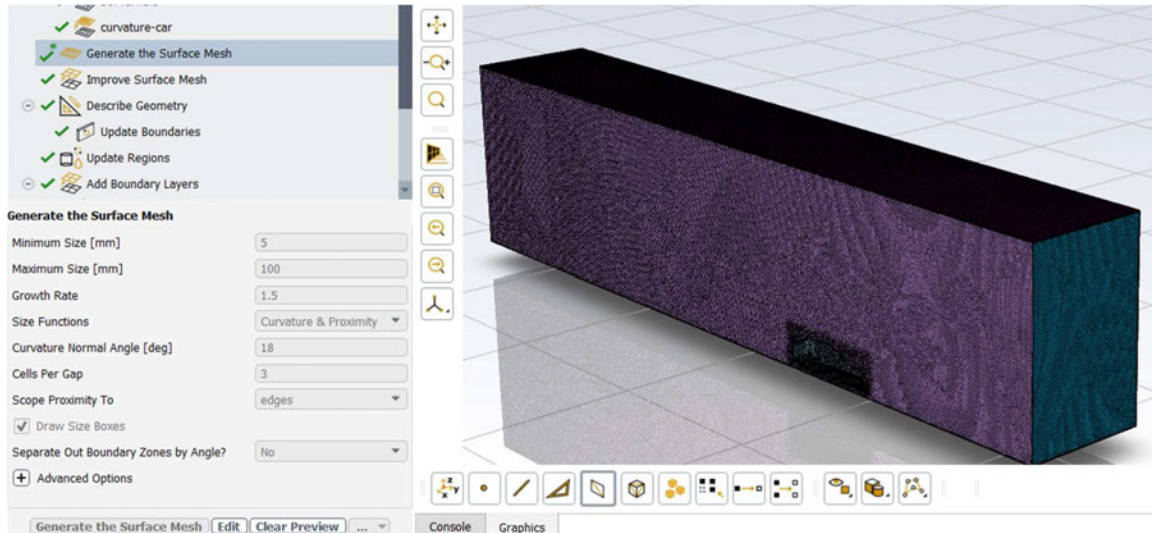 curvature-car
Generate the Surface Mesh
Improve Surface Mesh
Describe Geometry
Update Boundaries
Update Regions
Add Boundary Layers
Generate the Surface Mesh
Minimum Size [mm] 5
Maximum Size [mm] 100
Growth Rate 1.5
Size Functions Curvature & Proximity
Curvature Normal Angle [deg] 18
Cells Per Gap 3
Scope Proximity To edges
Draw Size Boxes
Separate Out Boundary Zones by Angle? No
Advanced Options
Generate the Surface Mesh Edit Clear Preview ...
Console Graphics